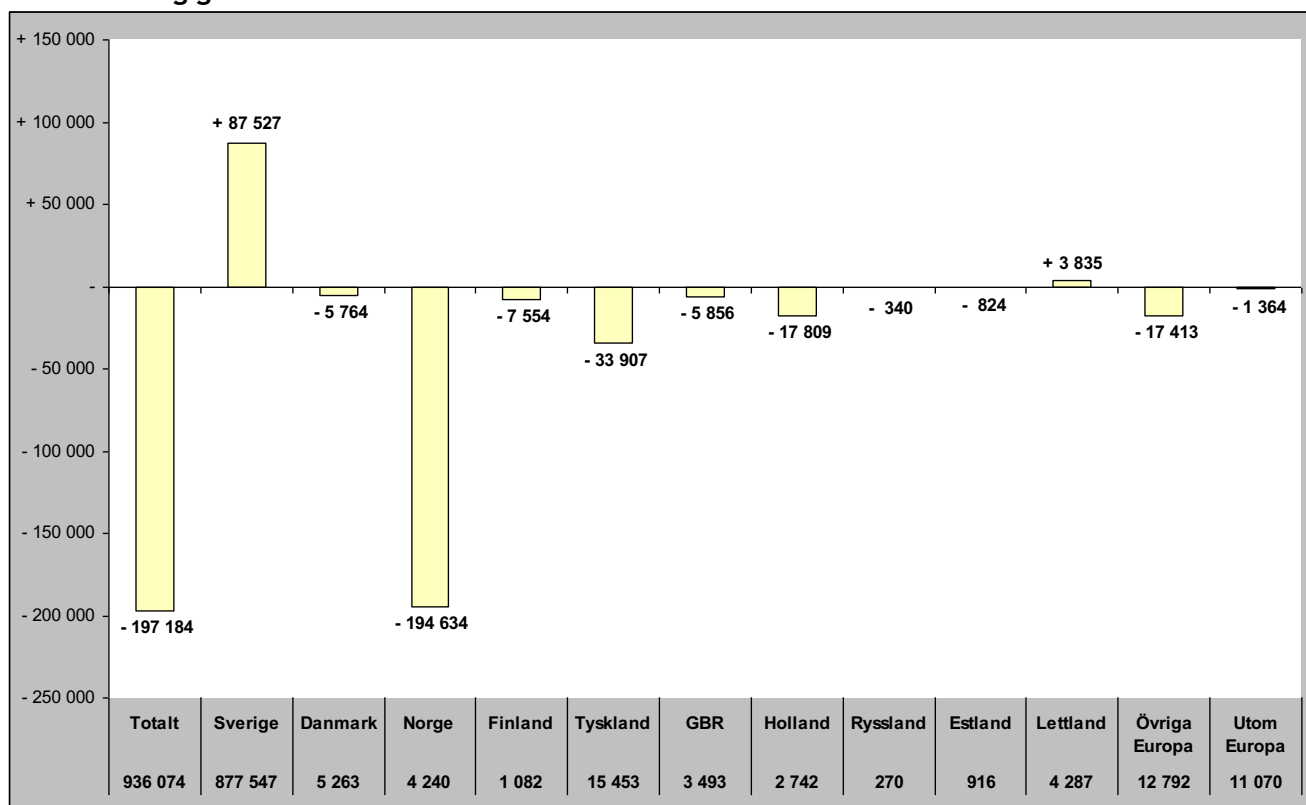 + 150 000
+ 100 000
+ 50 000
-
- 50 000
- 100 000
- 150 000
- 200 000
- 250 000
+ 87 527
+ 3 835
- 5 764
- 7 554
- 33 907
- 5 856
- 17 809
- 340
- 824
- 17 413
- 1 364
- 197 184
- 194 634
Totalt Sverige Danmark Norge Finland Tyskland GBR Holland Ryssland Estland Lettland Övriga Europa Utom Europa
936 074 877 547 5 263 4 240 1 082 15 453 3 493 2 742 270 916 4 287 12 792 11 070